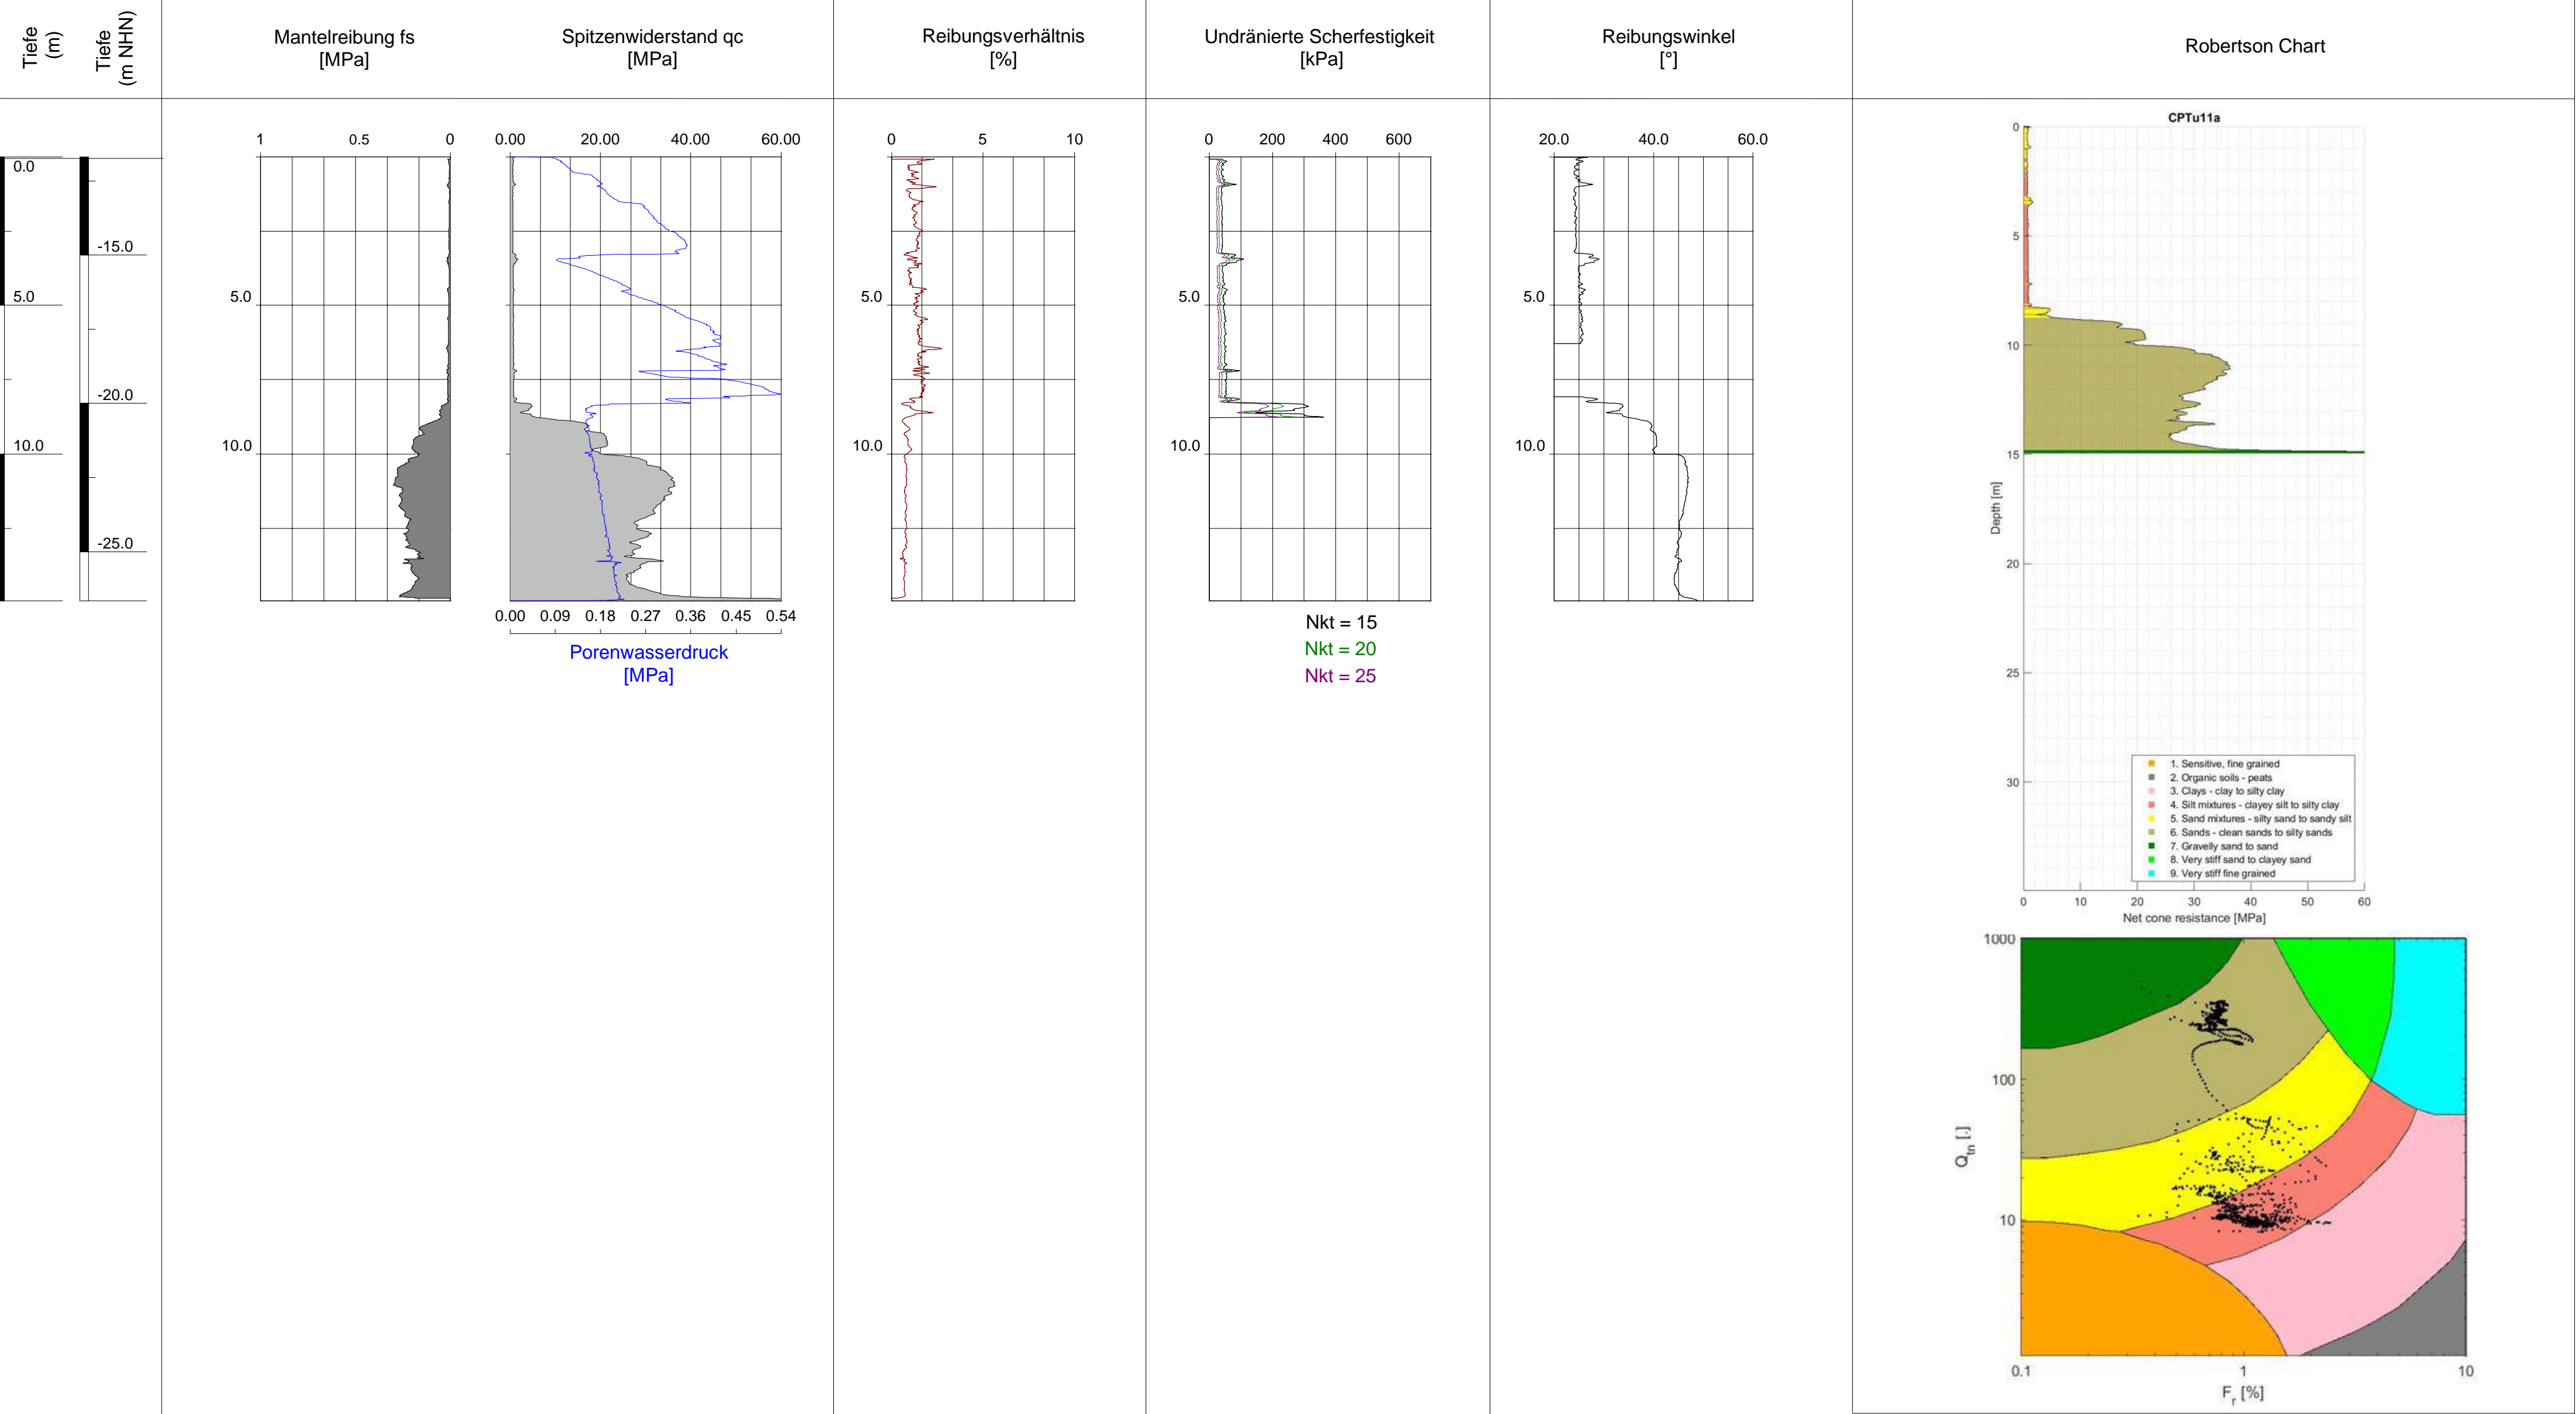 Tiefe
(m)
Tiefe
(m NHN)
Mantelreibung fs
[MPa]
Spitzenwiderstand qc
[MPa]
Reibungsverhältnis
[%]
Undränierte Scherfestigkeit
[kPa]
Reibungswinkel
[°]
Robertson Chart
1 0.5 0
0.00 20.00 40.00 60.00
0 5 10
0 200 400 600
20.0 40.0 60.0
0.0
5.0
10.0
-15.0
-20.0
-25.0
5.0
10.0
5.0
10.0
5.0
10.0
5.0
10.0
0.00 0.09 0.18 0.27 0.36 0.45 0.54
Porenwasserdruck
[MPa]
Nkt = 15
Nkt = 20
Nkt = 25
CPTu11a
0
5
10
15
20
25
30
Depth [m]
1. Sensitive, fine grained
2. Organic soils - peats
3. Clays - clay to silty clay
4. Silt mixtures - clayey silt to silty clay
5. Sand mixtures - silty sand to sandy silt
6. Sands - clean sands to silty sands
7. Gravelly sand to sand
8. Very stiff sand to clayey sand
9. Very stiff fine grained
0 10 20 30 40 50 60
Net cone resistance [MPa]
1000
100
10
Qtn [.]
0.1 1 10
Fr [%]